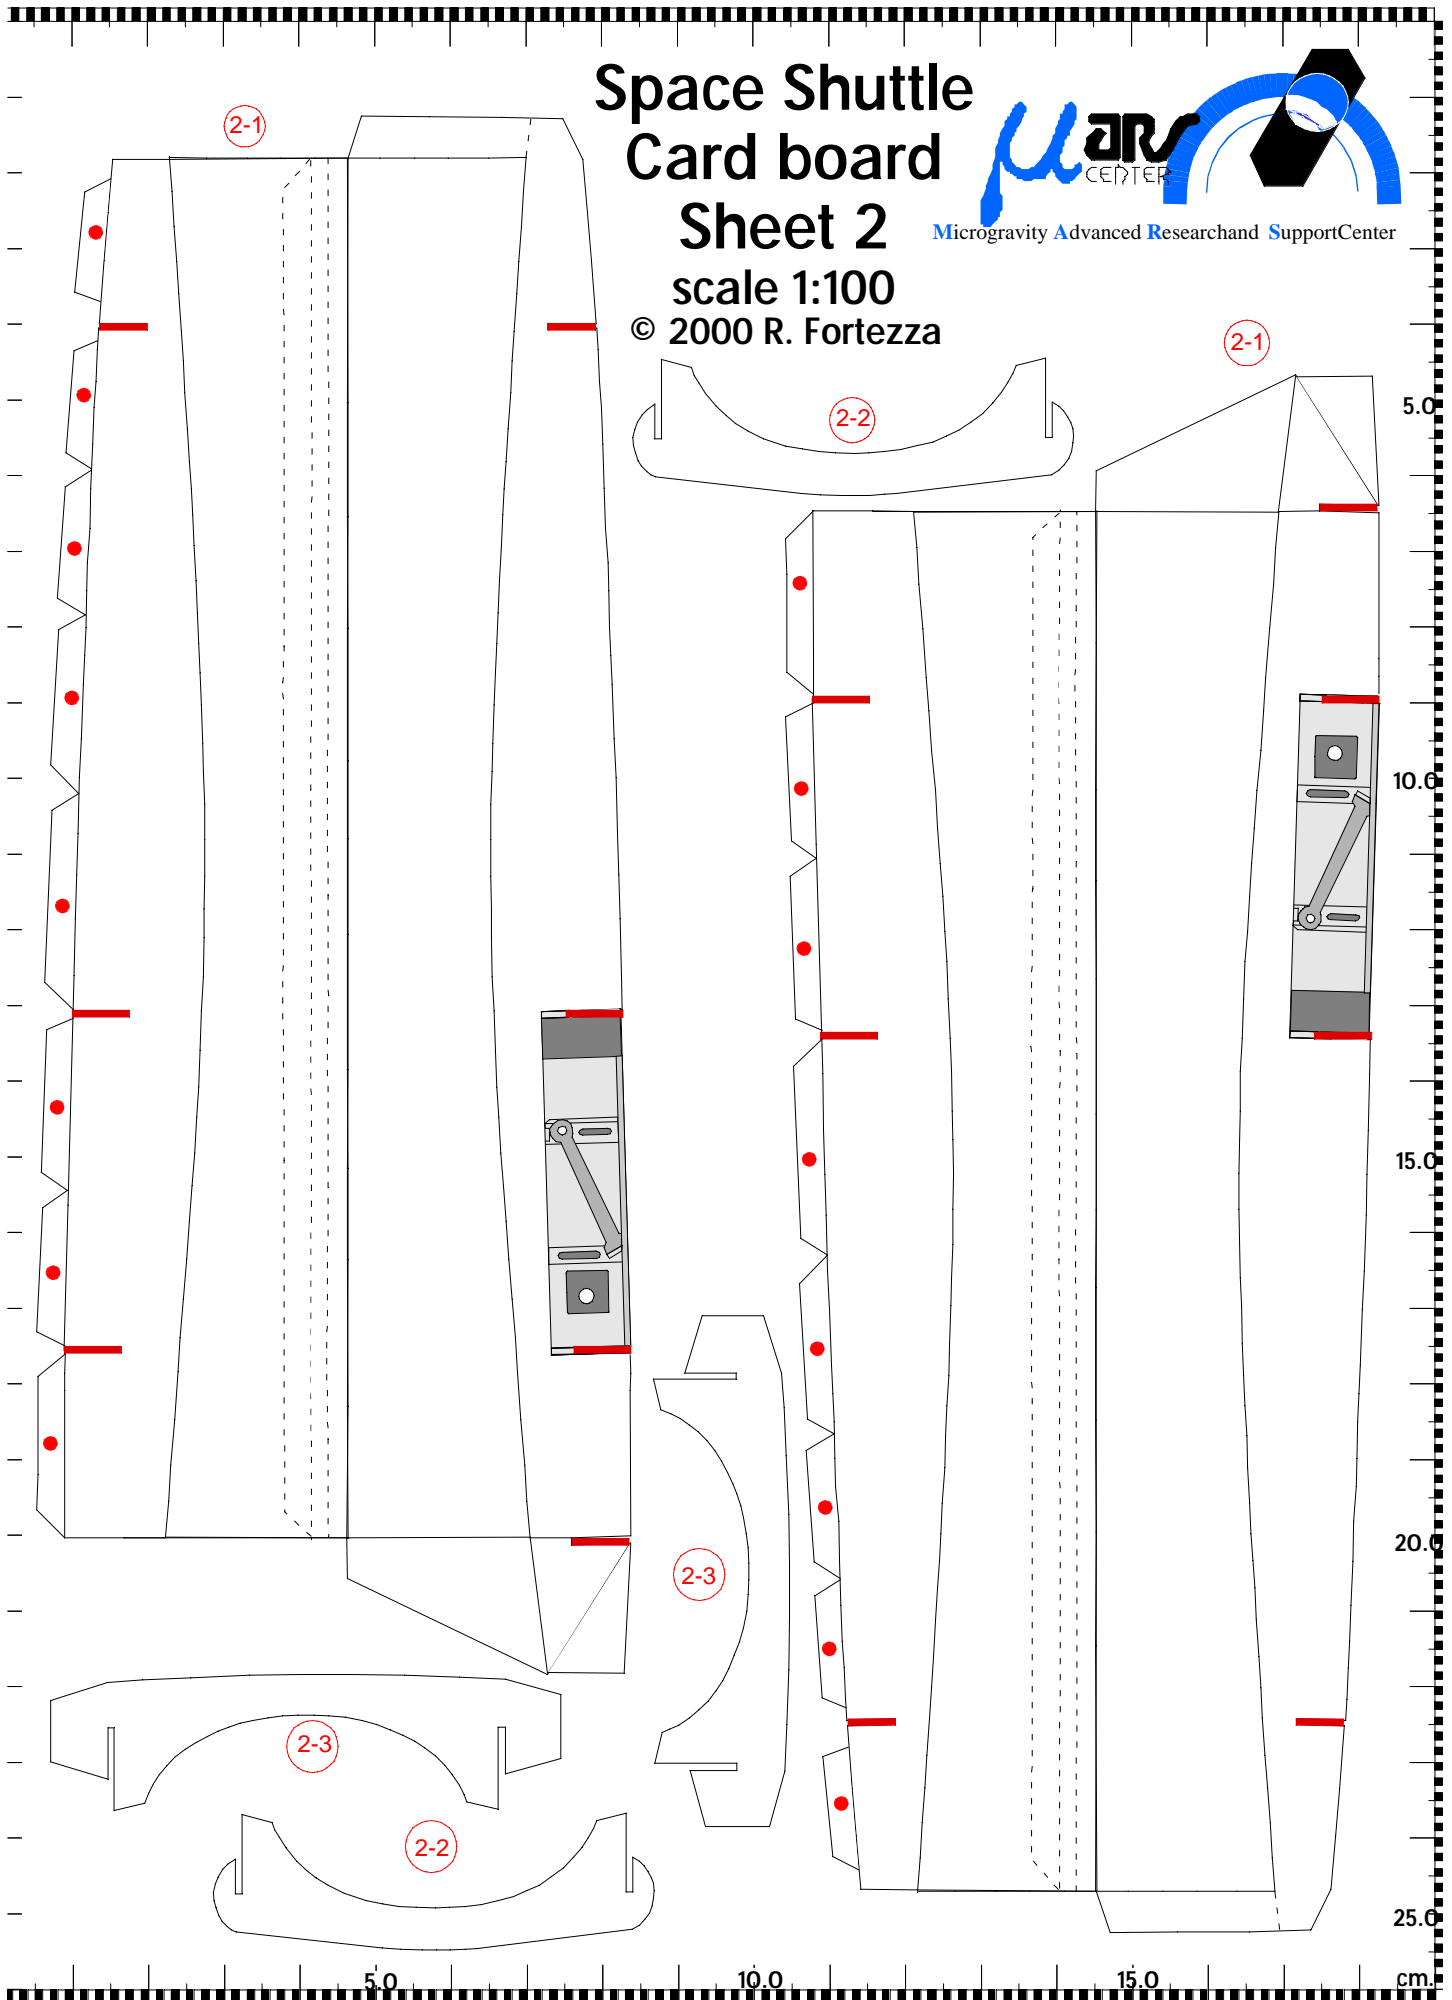 Space Shuttle
Card board
Sheet 2
scale 1:100
© 2000 R. Fortezza
μars
CENTER
Microgravity Advanced Researchand SupportCenter
2-1
2-1
2-2
5.0
10.0
15.0
20.0
2-3
2-3
2-2
25.0
5.0
10.0
15.0
cm.